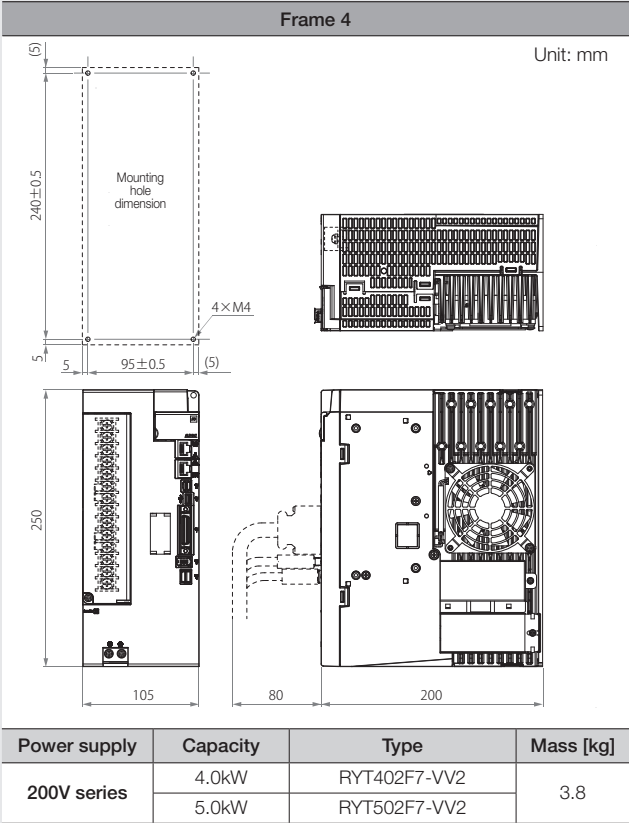 Frame 4
Unit: mm
(5)
240±0.5
Mounting
hole
dimension
4×M4
5
5
95±0.5
(5)
250
105
80
200
Power supply Capacity Type Mass [kg]
200V series 4.0kW RYT402F7-VV2 3.8
5.0kW RYT502F7-VV2